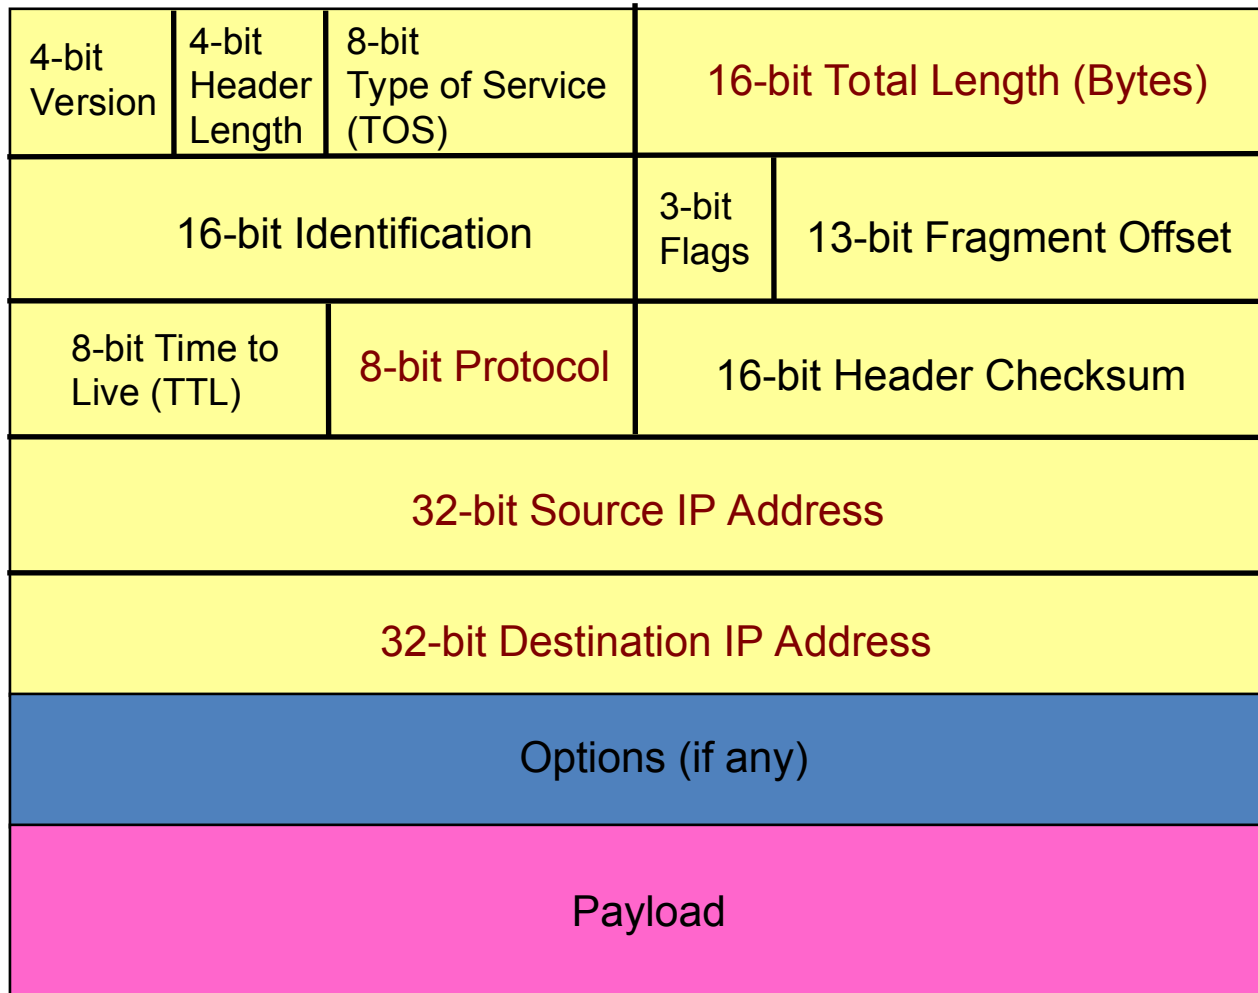 4-bit
Version
4-bit
Header
Length
8-bit
Type of Service
(TOS)
16-bit Total Length (Bytes)
16-bit Identification
3-bit
Flags
13-bit Fragment Offset
8-bit Time to
Live (TTL)
8-bit Protocol
16-bit Header Checksum
32-bit Source IP Address
32-bit Destination IP Address
Options (if any)
Payload